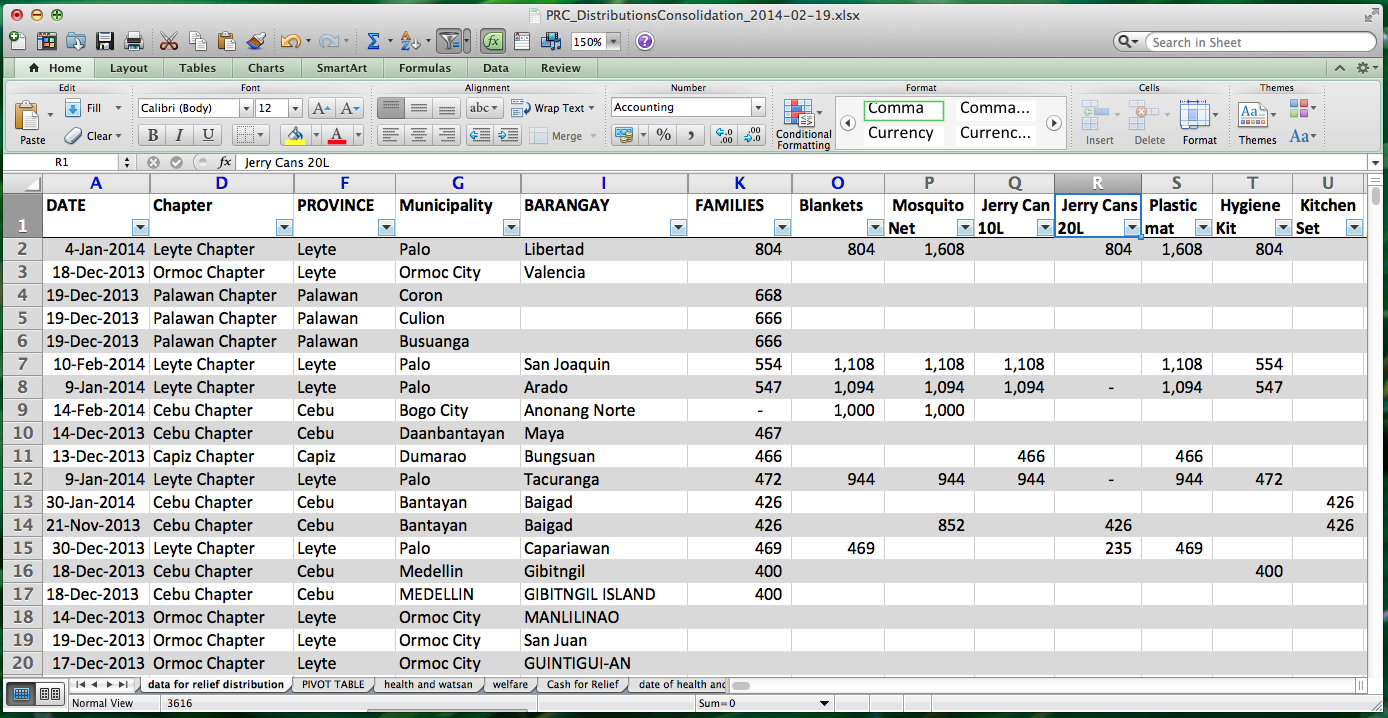 PRC_DistributionsConsolidation_2014-02-19.xlsx
150% Search in Sheet
Home Layout Tables Charts SmartArt Formulas Data Review
Edit Font Alignment Number Format Cells Themes
Fill Calibri (Body) 12 A A abc Wrap Text Accounting Comma Comma...
Paste Clear B I U A Merge % , Conditional Formatting Currency Currenc... Insert Delete Format Themes Aa
R1 fx Jerry Cans 20L
A D F G I K O P Q R S T U
1 DATE Chapter PROVINCE Municipality BARANGAY FAMILIES Blankets Mosquito Net Jerry Can 10L Jerry Cans 20L Plastic mat Hygiene Kit Kitchen Set
2 4-Jan-2014 Leyte Chapter Leyte Palo Libertad 804 804 1,608 804 1,608 804
3 18-Dec-2013 Ormoc Chapter Leyte Ormoc City Valencia
4 19-Dec-2013 Palawan Chapter Palawan Coron 668
5 19-Dec-2013 Palawan Chapter Palawan Culion 666
6 19-Dec-2013 Palawan Chapter Palawan Busuanga 666
7 10-Feb-2014 Leyte Chapter Leyte Palo San Joaquin 554 1,108 1,108 1,108 1,108 554
8 9-Jan-2014 Leyte Chapter Leyte Palo Arado 547 1,094 1,094 1,094 - 1,094 547
9 14-Feb-2014 Cebu Chapter Cebu Bogo City Anonang Norte - 1,000 1,000
10 14-Dec-2013 Cebu Chapter Cebu Daanbantayan Maya 467
11 13-Dec-2013 Capiz Chapter Capiz Dumarao Bungsuan 466 466 466
12 9-Jan-2014 Leyte Chapter Leyte Palo Tacuranga 472 944 944 944 - 944 472
13 30-Jan-2014 Cebu Chapter Cebu Bantayan Baigad 426 426
14 21-Nov-2013 Cebu Chapter Cebu Bantayan Baigad 426 852 426 426
15 30-Dec-2013 Leyte Chapter Leyte Palo Capariawan 469 469 235 469
16 18-Dec-2013 Cebu Chapter Cebu Medellin Gibitngil 400 400
17 18-Dec-2013 Cebu Chapter Cebu MEDELLIN GIBITNGIL ISLAND 400
18 14-Dec-2013 Ormoc Chapter Leyte Ormoc City MANLILINAO
19 19-Dec-2013 Ormoc Chapter Leyte Ormoc City San Juan
20 17-Dec-2013 Ormoc Chapter Leyte Ormoc City GUINTIGUI-AN
data for relief distribution PIVOT TABLE health and watsan welfare Cash for Relief date of health and
Normal View 3616 Sum=0